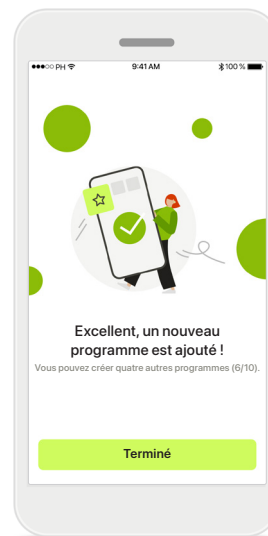 ●●●○○ PH 9:41 AM 100 %
Excellent, un nouveau
programme est ajouté !
Vous pouvez créer quatre autres programmes (6/10).
Terminé